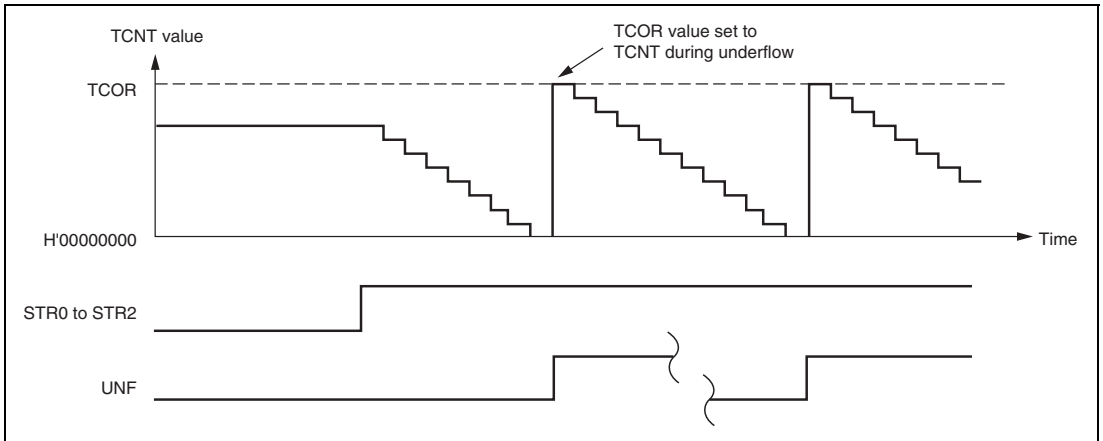 TCNT value
TCOR value set to
TCNT during underflow
TCOR
H'00000000
Time
STR0 to STR2
UNF